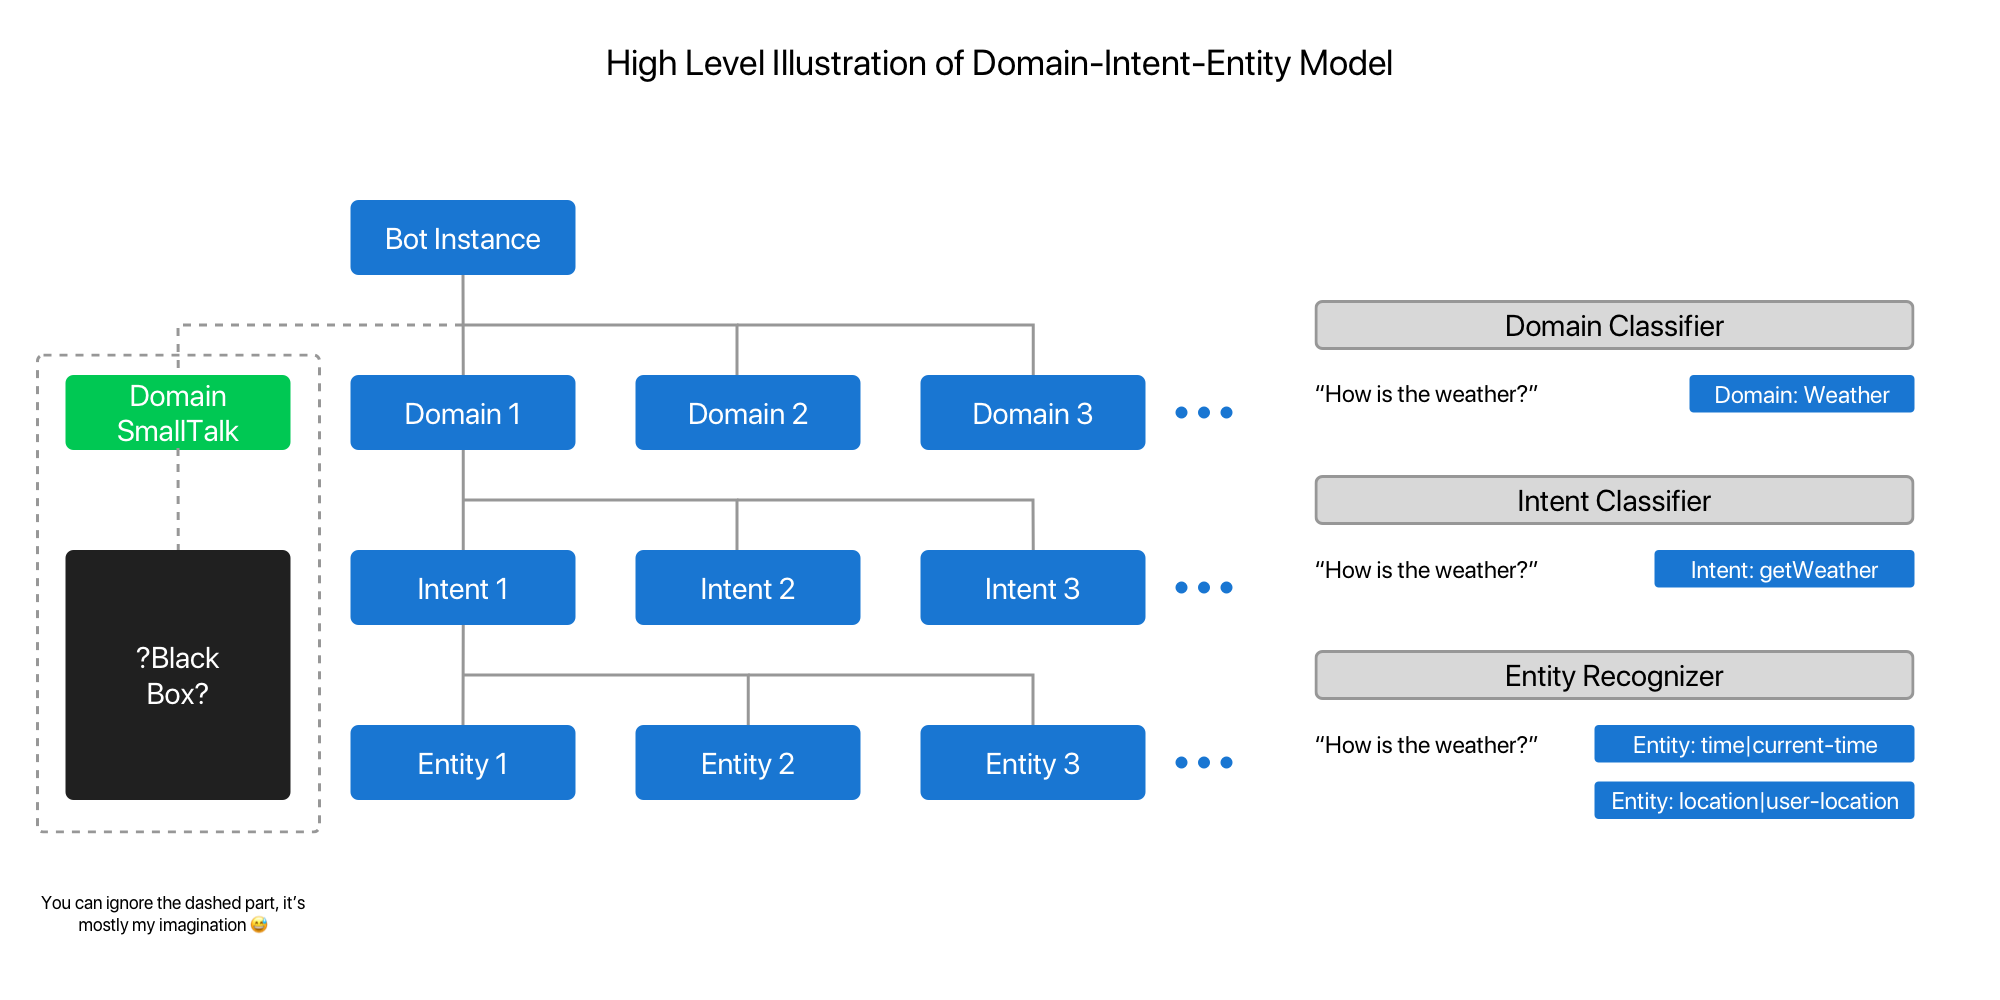 High Level Illustration of Domain-Intent-Entity Model
Bot Instance
Domain
SmallTalk
Domain 1
Domain 2
Domain 3
?Black
Box?
Intent 1
Intent 2
Intent 3
Entity 1
Entity 2
Entity 3
Domain Classifier
“How is the weather?”
Domain: Weather
Intent Classifier
“How is the weather?”
Intent: getWeather
Entity Recognizer
“How is the weather?”
Entity: time|current-time
Entity: location|user-location
You can ignore the dashed part, it’s
mostly my imagination 😅